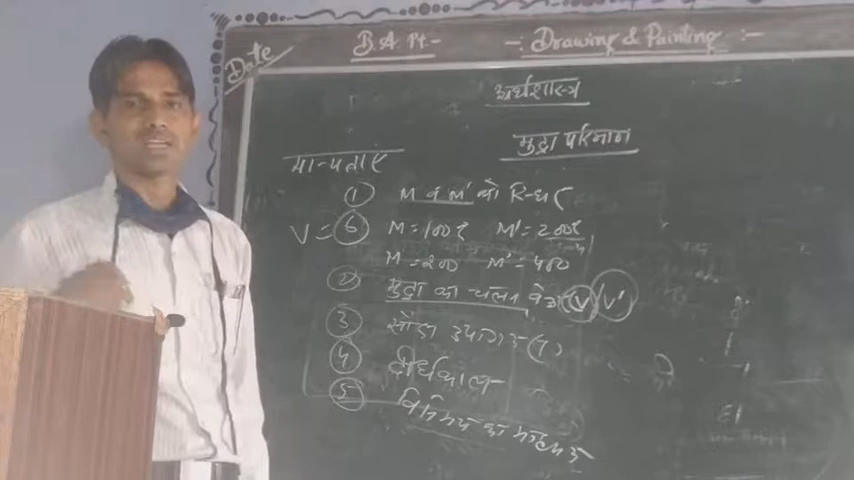 Date
B.A Pt - Drawing & Painting :-
अर्थशास्त्र
मुद्रा परिमाण
मान्यताएं
① M व M' को स्थिर
V = ⑥ M = 100₹ M' = 200₹
M = 200 M' = 400
② मुद्रा का चलन वेग V V'
③ सौदा
④ दीर्घकाल
⑤ विनिमय का माध्यम